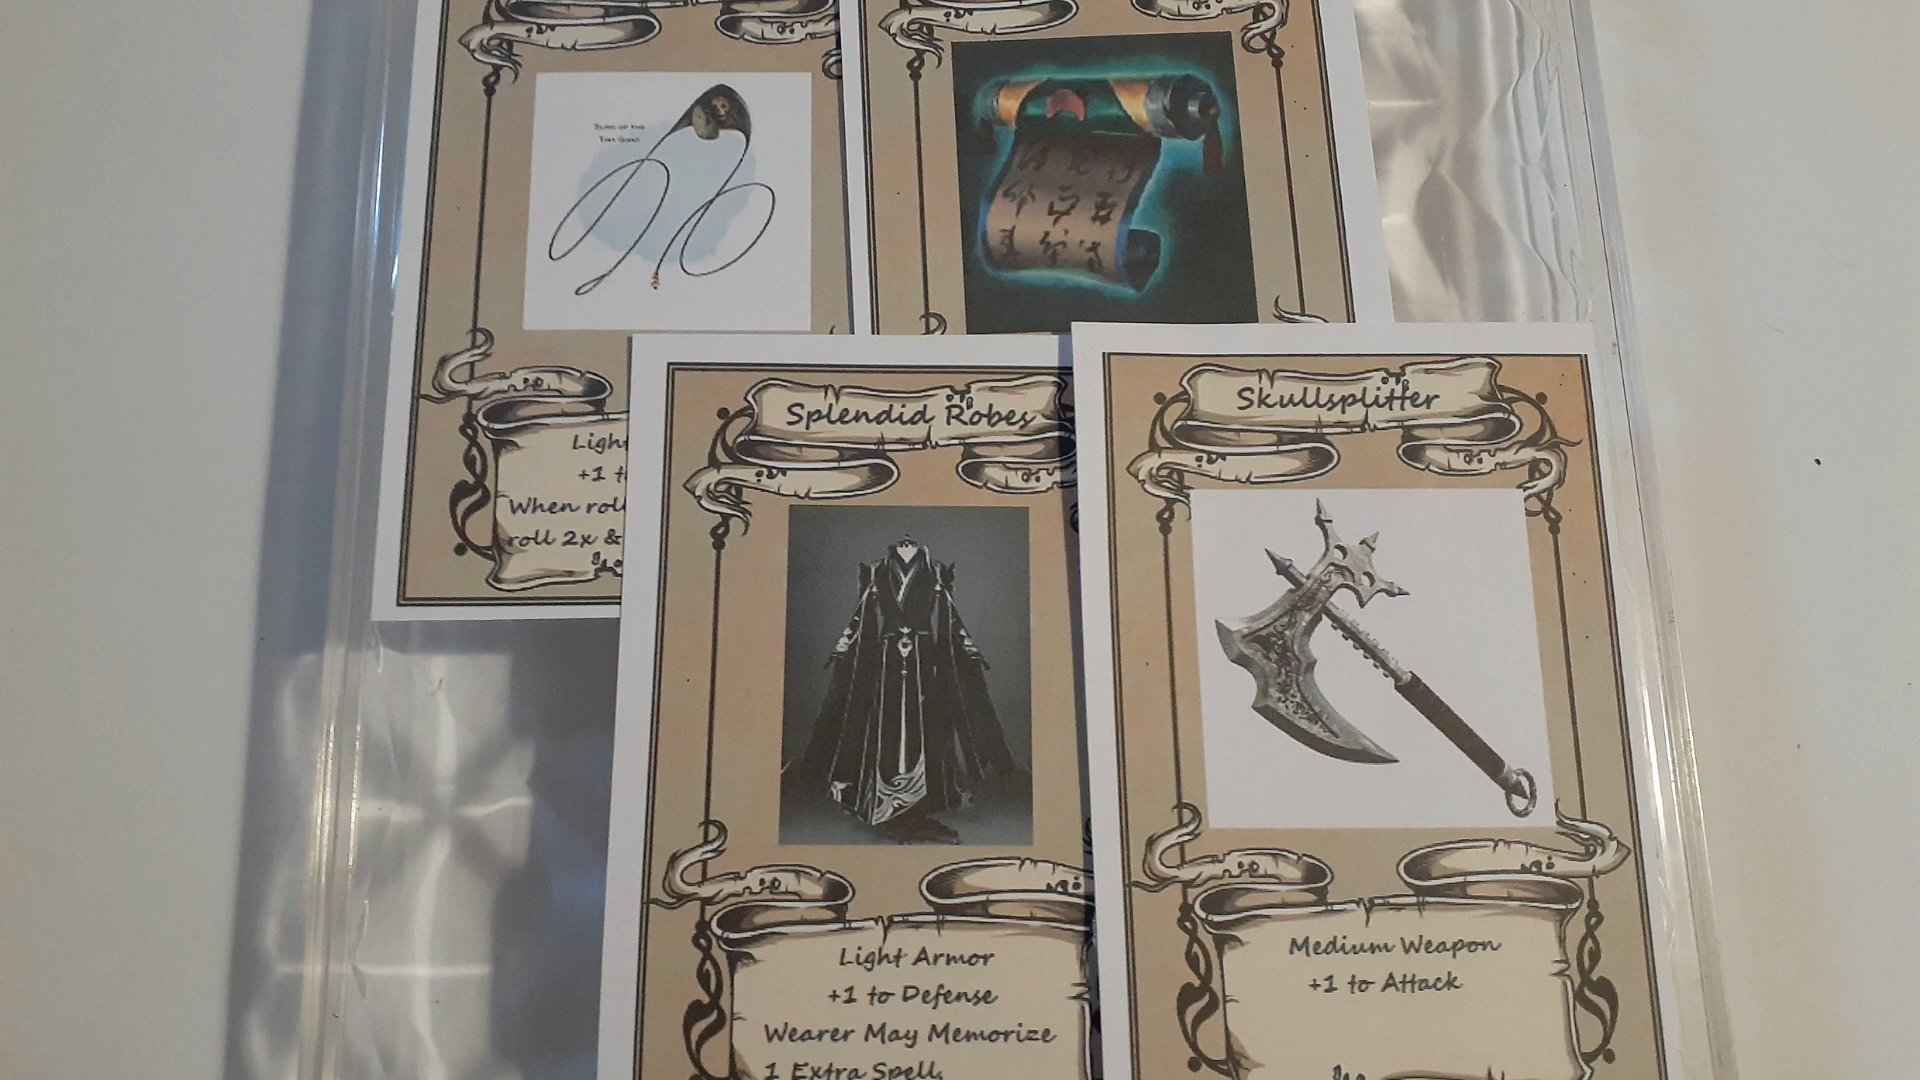 Light
+1 t
When roll
roll 2x &
Splendid Robes
Light Armor
+1 to Defense
Wearer May Memorize
1 Extra Spell.
Skullsplitter
Medium Weapon
+1 to Attack